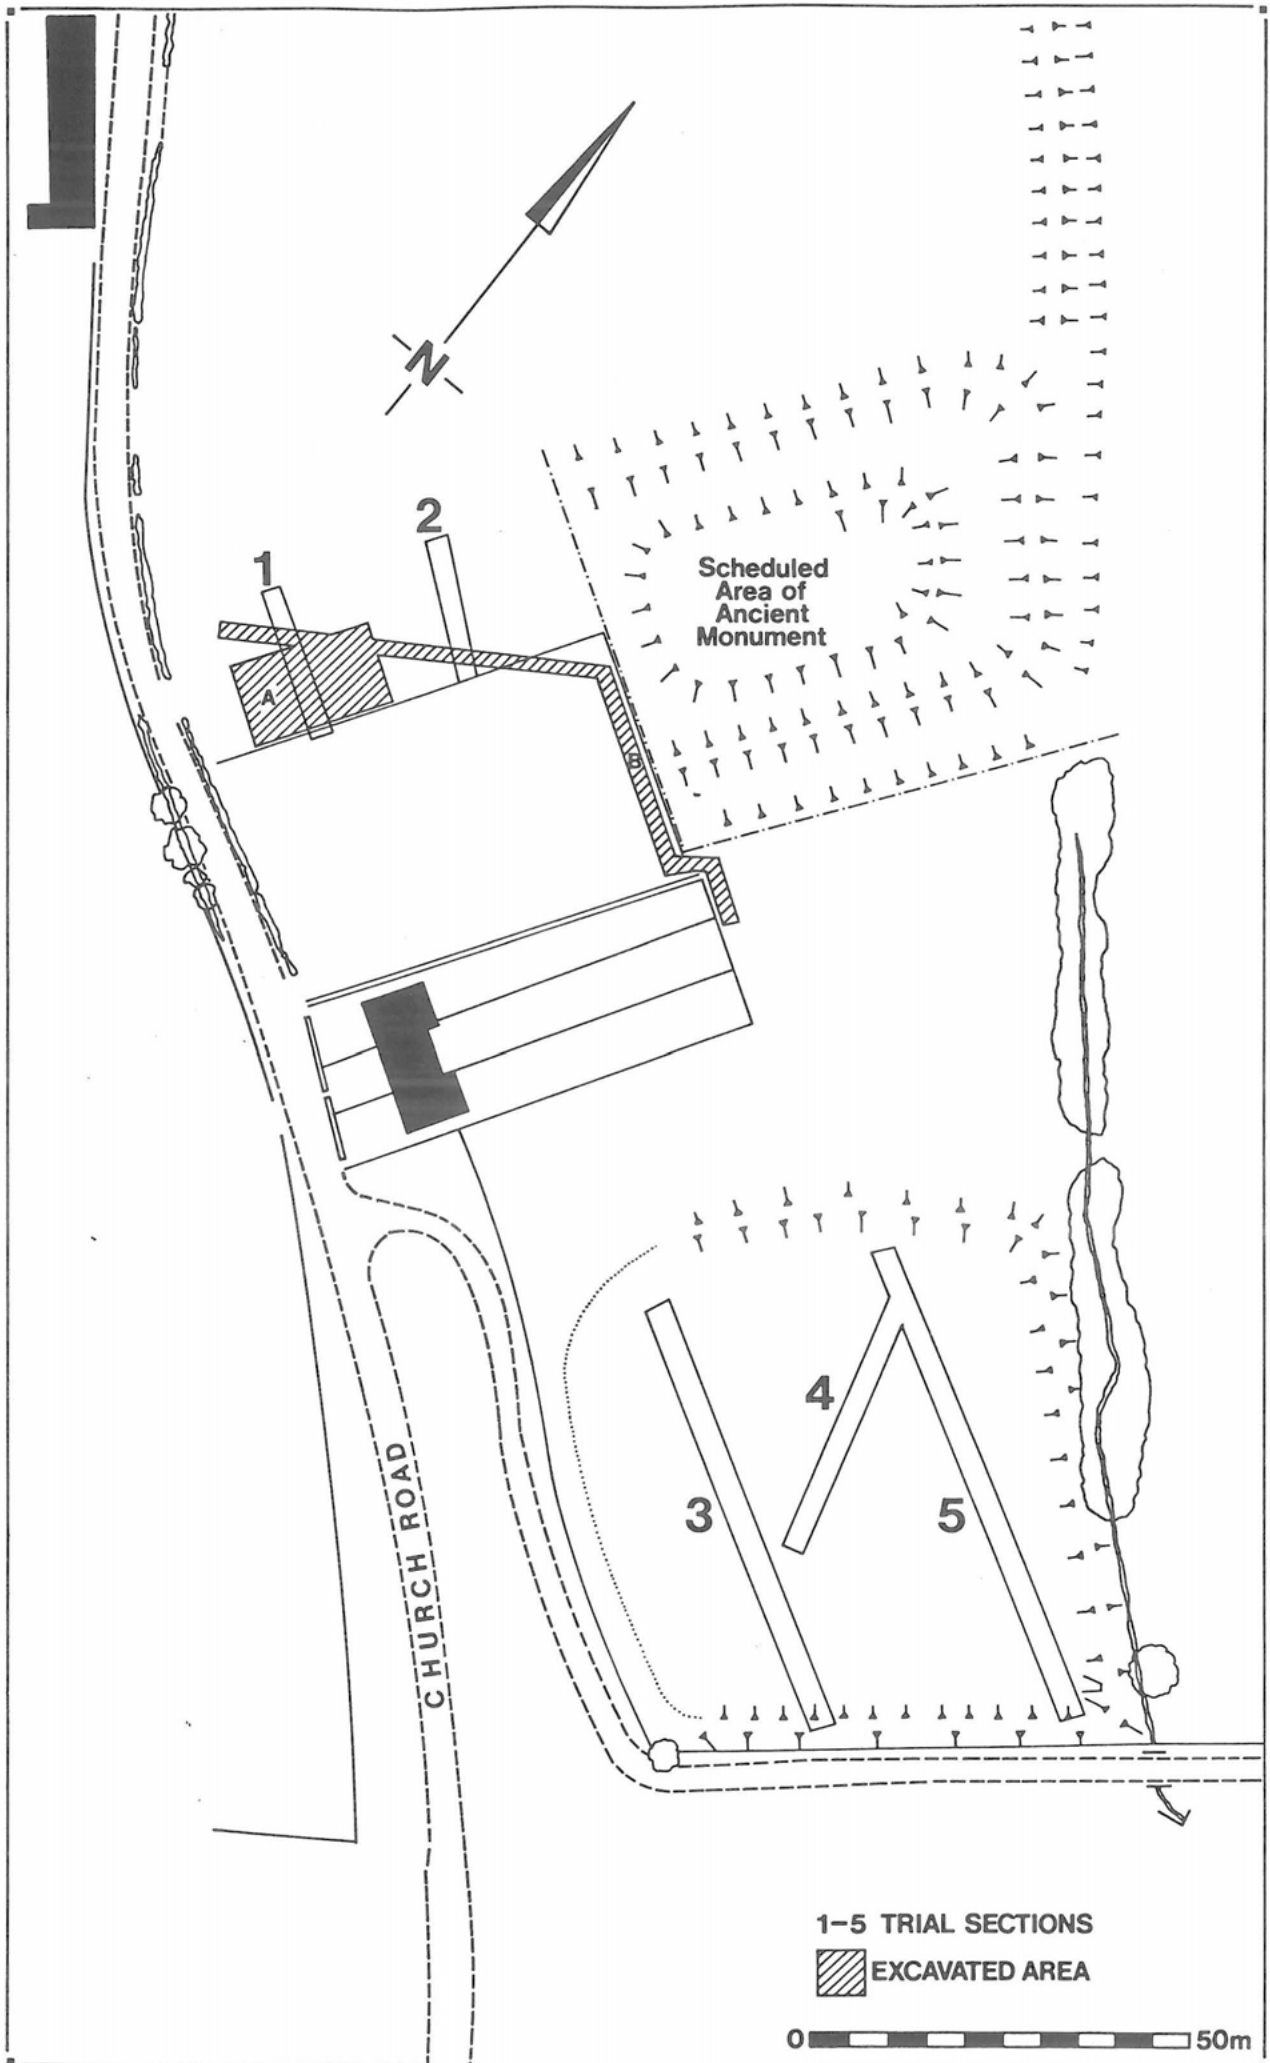 N
2
1
Scheduled
Area of
Ancient
Monument
A
B
4
3
5
CHURCH ROAD
1-5 TRIAL SECTIONS
EXCAVATED AREA
0 50m